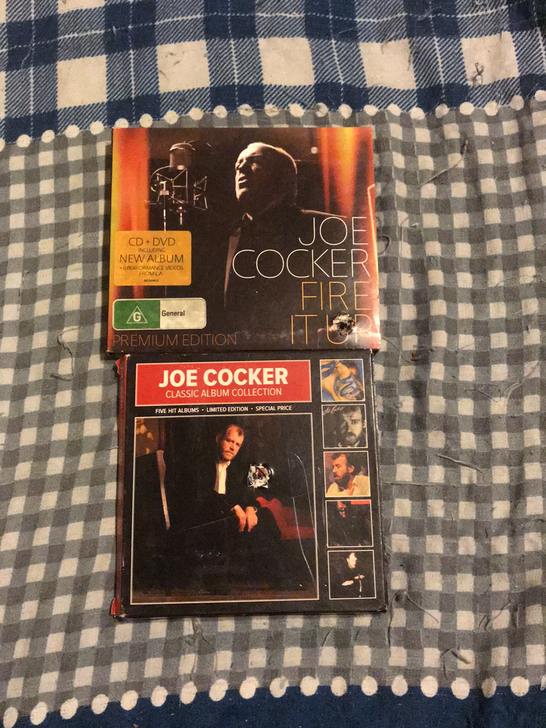 JOE
COCKER
FIRE
IT UP
CD + DVD
INCLUDING
NEW ALBUM
G
General
PREMIUM EDITION
JOE COCKER
CLASSIC ALBUM COLLECTION
FIVE HIT ALBUMS • LIMITED EDITION • SPECIAL PRICE